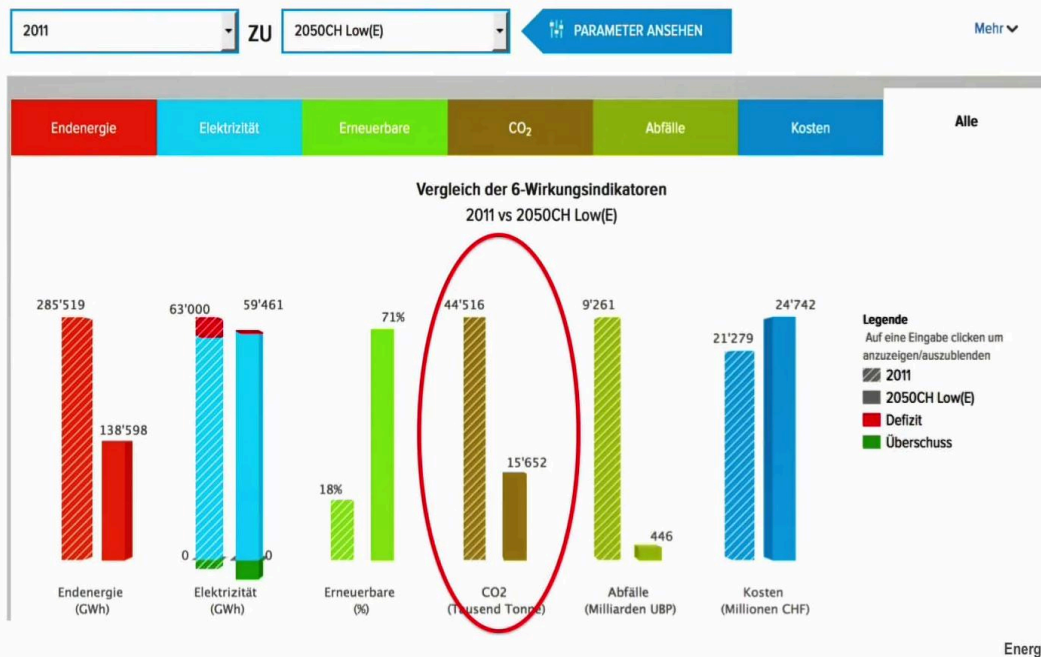 2011
ZU
2050CH Low(E)
PARAMETER ANSEHEN
Mehr
Endenergie
Elektrizität
Erneuerbare
CO₂
Abfälle
Kosten
Alle
Vergleich der 6-Wirkungsindikatoren
2011 vs 2050CH Low(E)
285'519
138'598
63'000
59'461
0
0
18%
71%
44'516
15'652
9'261
446
21'279
24'742
Endenergie
(GWh)
Elektrizität
(GWh)
Erneuerbare
(%)
CO2
(Tausend Tonne)
Abfälle
(Milliarden UBP)
Kosten
(Millionen CHF)
Legende
Auf eine Eingabe clicken um
anzuzeigen/auszublenden
2011
2050CH Low(E)
Defizit
Überschuss
Energ